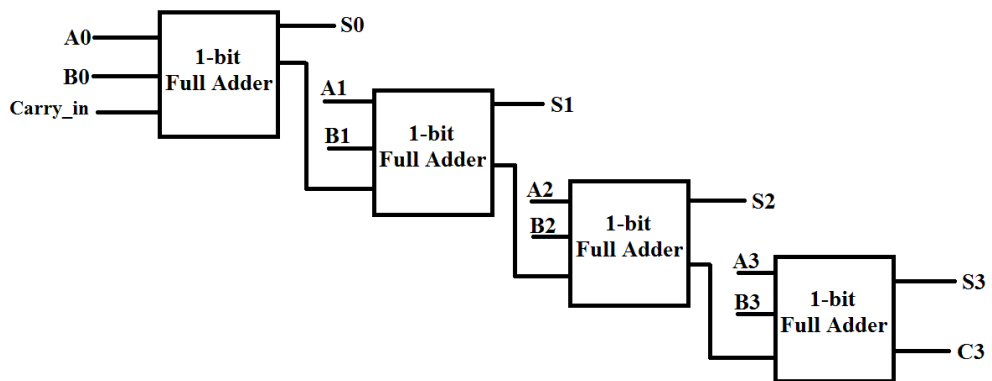 A0
B0
Carry_in
1-bit
Full Adder
S0
A1
B1
1-bit
Full Adder
S1
A2
B2
1-bit
Full Adder
S2
A3
B3
1-bit
Full Adder
S3
C3